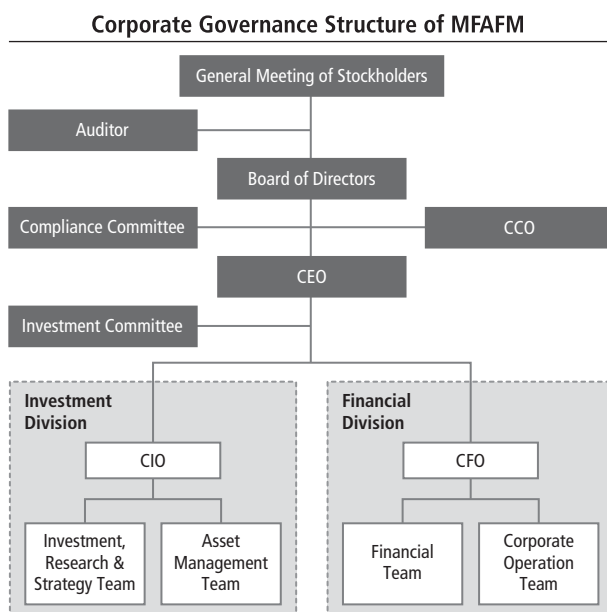 Corporate Governance Structure of MFAFM
General Meeting of Stockholders
Auditor
Board of Directors
Compliance Committee
CCO
CEO
Investment Committee
Investment
Division
CIO
Investment,
Research &
Strategy Team
Asset
Management
Team
Financial
Division
CFO
Financial
Team
Corporate
Operation
Team